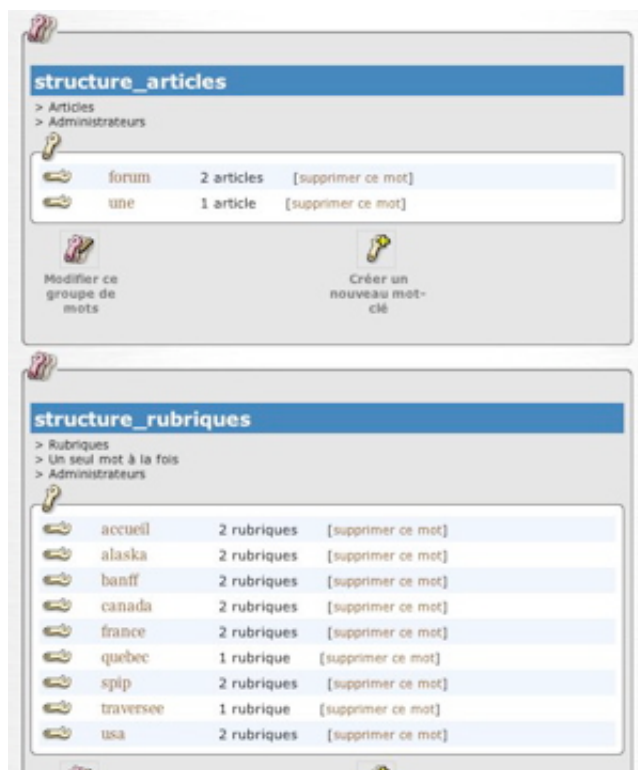 structure_articles
> Articles
> Administrateurs
forum 2 articles [supprimer ce mot]
une 1 article [supprimer ce mot]
Modifier ce
groupe de
mots
Créer un
nouveau mot-
clé
structure_rubriques
> Rubriques
> Un seul mot à la fois
> Administrateurs
accueil 2 rubriques [supprimer ce mot]
alaska 2 rubriques [supprimer ce mot]
banff 2 rubriques [supprimer ce mot]
canada 2 rubriques [supprimer ce mot]
france 2 rubriques [supprimer ce mot]
quebec 1 rubrique [supprimer ce mot]
spip 2 rubriques [supprimer ce mot]
traversee 1 rubrique [supprimer ce mot]
usa 2 rubriques [supprimer ce mot]